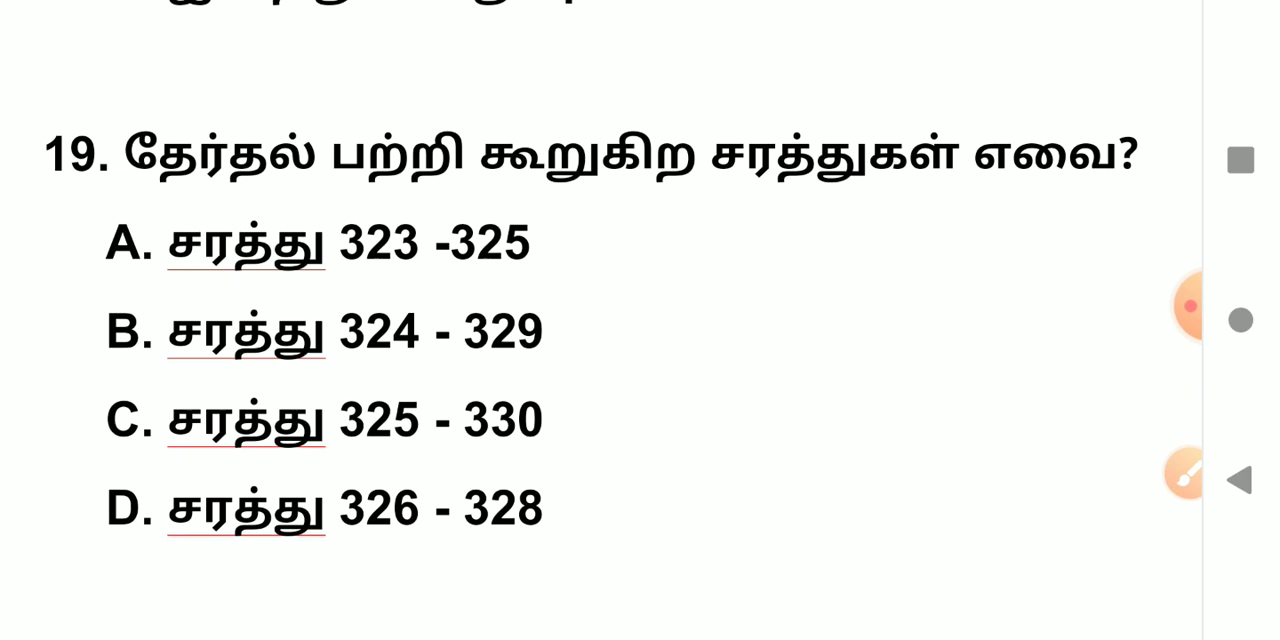 19. தேர்தல் பற்றி கூறுகிற சரத்துகள் எவை?
A. சரத்து 323 -325
B. சரத்து 324 - 329
C. சரத்து 325 - 330
D. சரத்து 326 - 328